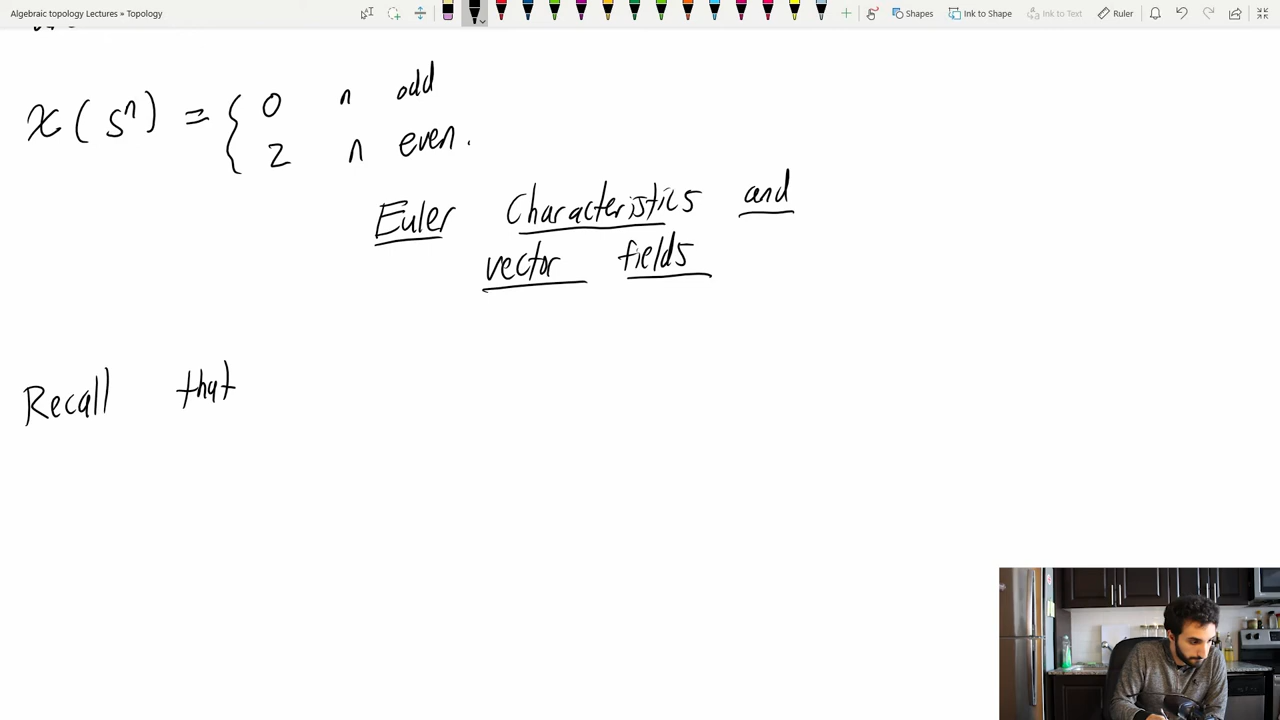 Algebraic topology Lectures » Topology
Shapes Ink to Shape Ink to Text Ruler
χ(Sⁿ) = { 0 n odd
2 n even.
Euler Characteristics and
vector fields
Recall that